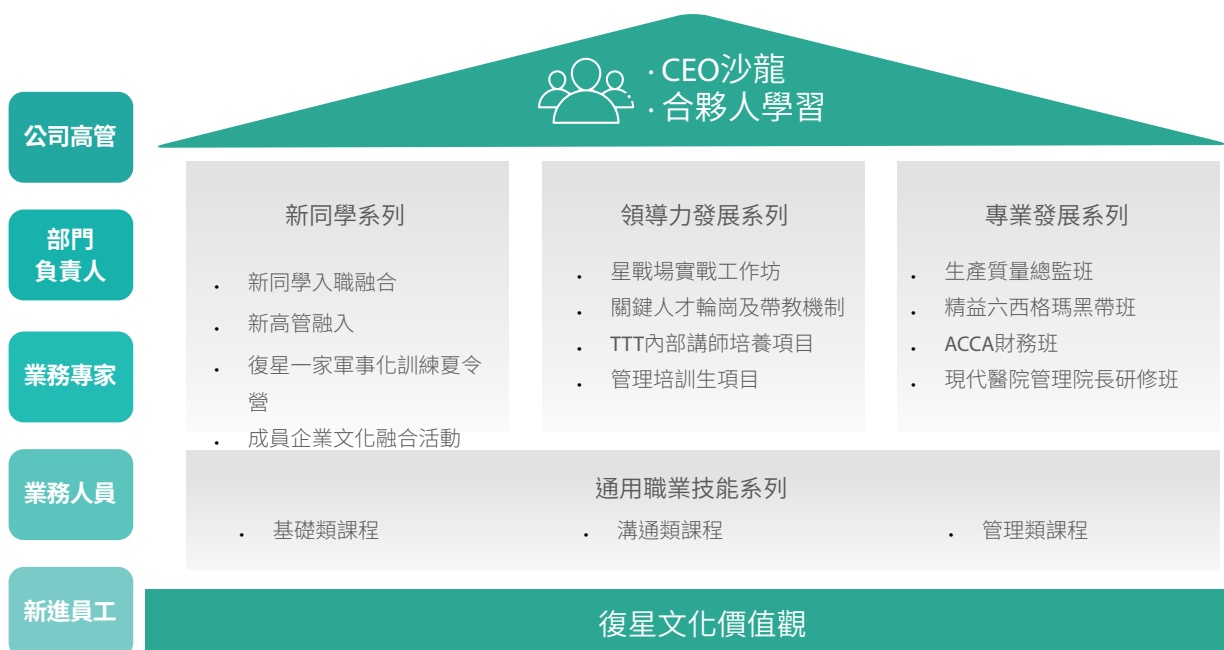 · CEO沙龍
· 合夥人學習
公司高管
部門
負責人
業務專家
業務人員
新進員工
新同學系列
• 新同學入職融合
• 新高管融入
• 復星一家軍事化訓練夏令
營
• 成員企業文化融合活動
領導力發展系列
• 星戰場實戰工作坊
• 關鍵人才輪崗及帶教機制
• TTT內部講師培養項目
• 管理培訓生項目
專業發展系列
• 生產質量總監班
• 精益六西格瑪黑帶班
• ACCA財務班
• 現代醫院管理院長研修班
通用職業技能系列
• 基礎類課程
• 溝通類課程
• 管理類課程
復星文化價值觀